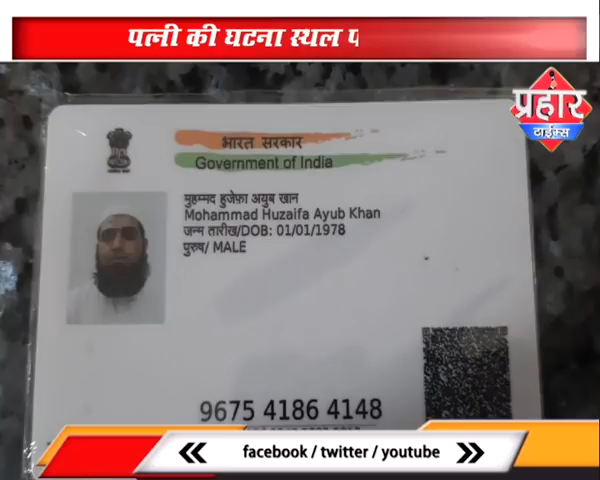 पत्नी की घटना स्थल प
प्रहार
टाईम्स
भारत सरकार
Government of India
मुहम्मद हुजेफ़ा अयुब खान
Mohammad Huzaifa Ayub Khan
जन्म तारीख/DOB: 01/01/1978
पुरुष/ MALE
9675 4186 4148
facebook / twitter / youtube